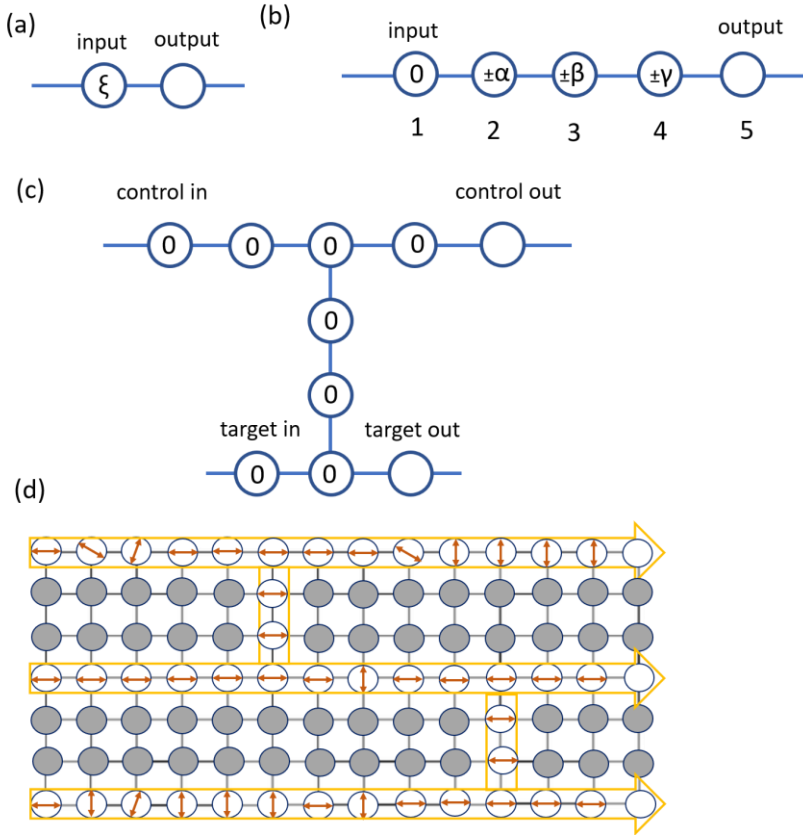 (a)
input output
ξ
(b)
input output
0 ±α ±β ±γ
1 2 3 4 5
(c)
control in control out
0 0 0 0
0
0
target in target out
0 0
(d)